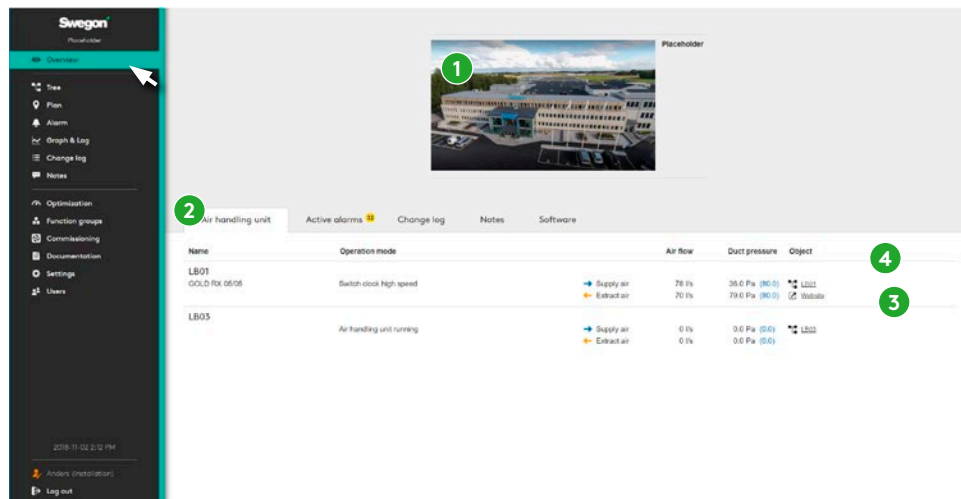 Swegon
Placeholder
Overview
Tree
Plan
Alarm
Graph & Log
Change log
Notes
Optimization
Function groups
Commissioning
Documentation
Settings
Users
2018-11-02 2:12 PM
Anders (Installation)
Log out
1
Placeholder
2
Air handling unit
Active alarms 32
Change log
Notes
Software
Name Operation mode Air flow Duct pressure Object
4
LB01
GOLD RX 05/05 Switch clock high speed Supply air 78 l/s 36.0 Pa (80.0) LB01
Extract air 70 l/s 79.0 Pa (80.0) Website
3
LB03
Air handling unit running Supply air 0 l/s 0.0 Pa (0.0) LB03
Extract air 0 l/s 0.0 Pa (0.0)